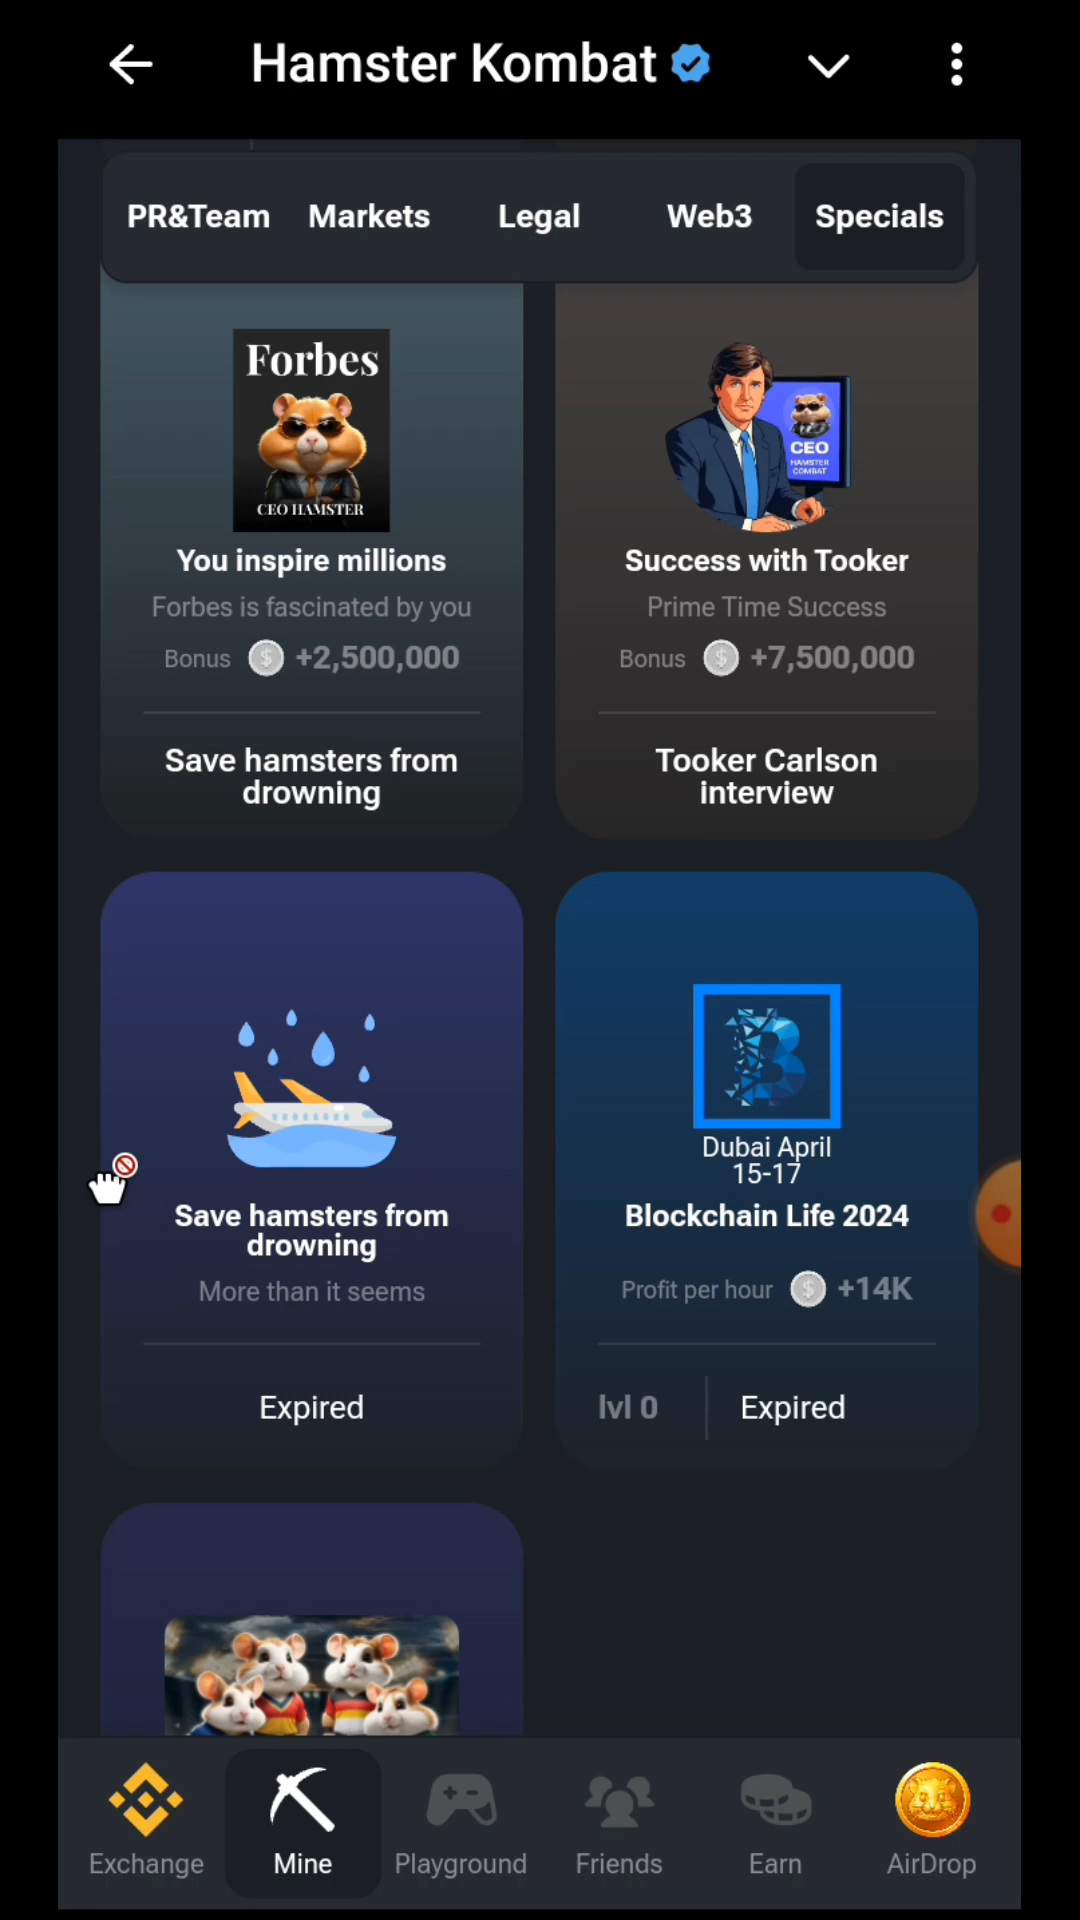 Hamster Kombat
PR&Team Markets Legal Web3 Specials
Forbes
CEO HAMSTER
You inspire millions
Forbes is fascinated by you
Bonus $ +2,500,000
Save hamsters from
drowning
CEO
HAMSTER
COMBAT
Success with Tooker
Prime Time Success
Bonus $ +7,500,000
Tooker Carlson
interview
Save hamsters from
drowning
More than it seems
Expired
B
Dubai April
15-17
Blockchain Life 2024
Profit per hour $ +14K
lvl 0 Expired
Exchange Mine Playground Friends Earn AirDrop